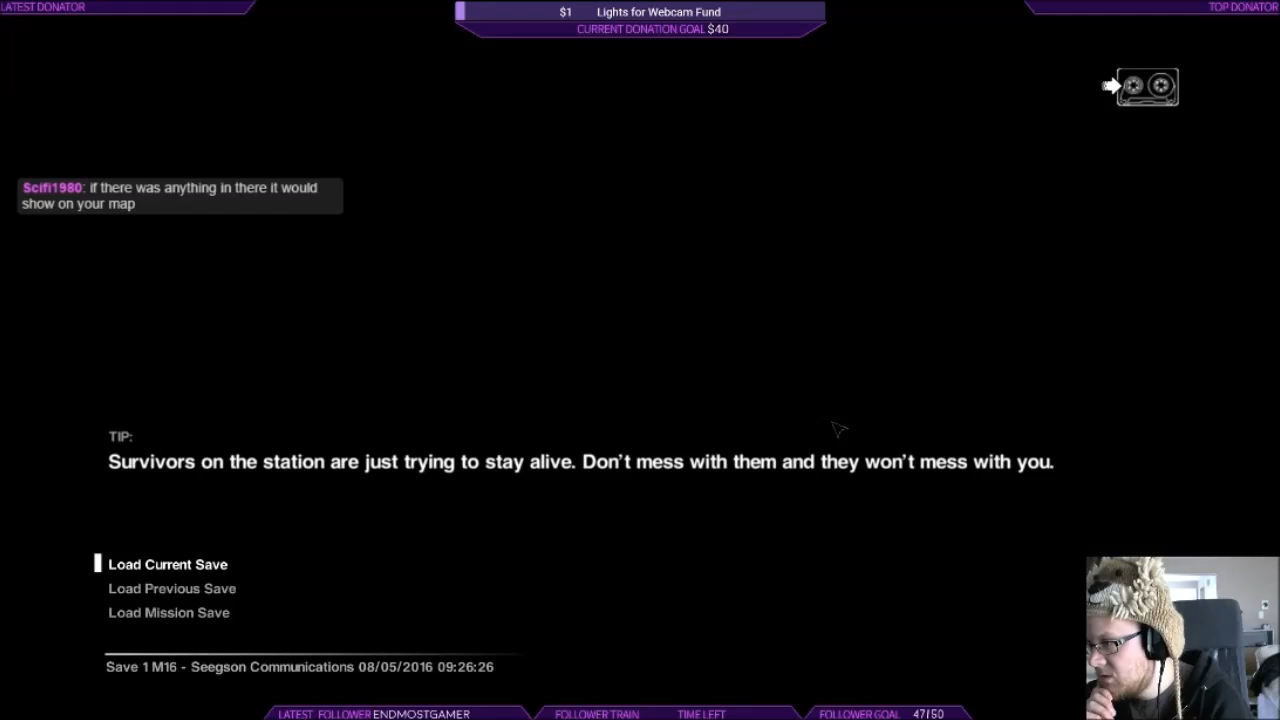 LATEST DONATOR
$1 Lights for Webcam Fund
TOP DONATOR
CURRENT DONATION GOAL $40
Scifi1980: if there was anything in there it would
show on your map
TIP:
Survivors on the station are just trying to stay alive. Don't mess with them and they won't mess with you.
Load Current Save
Load Previous Save
Load Mission Save
Save 1 M16 - Seegson Communications 08/05/2016 09:26:26
LATEST FOLLOWER ENDMOSTGAMER
FOLLOWER TRAIN TIME LEFT
FOLLOWER GOAL 47/50